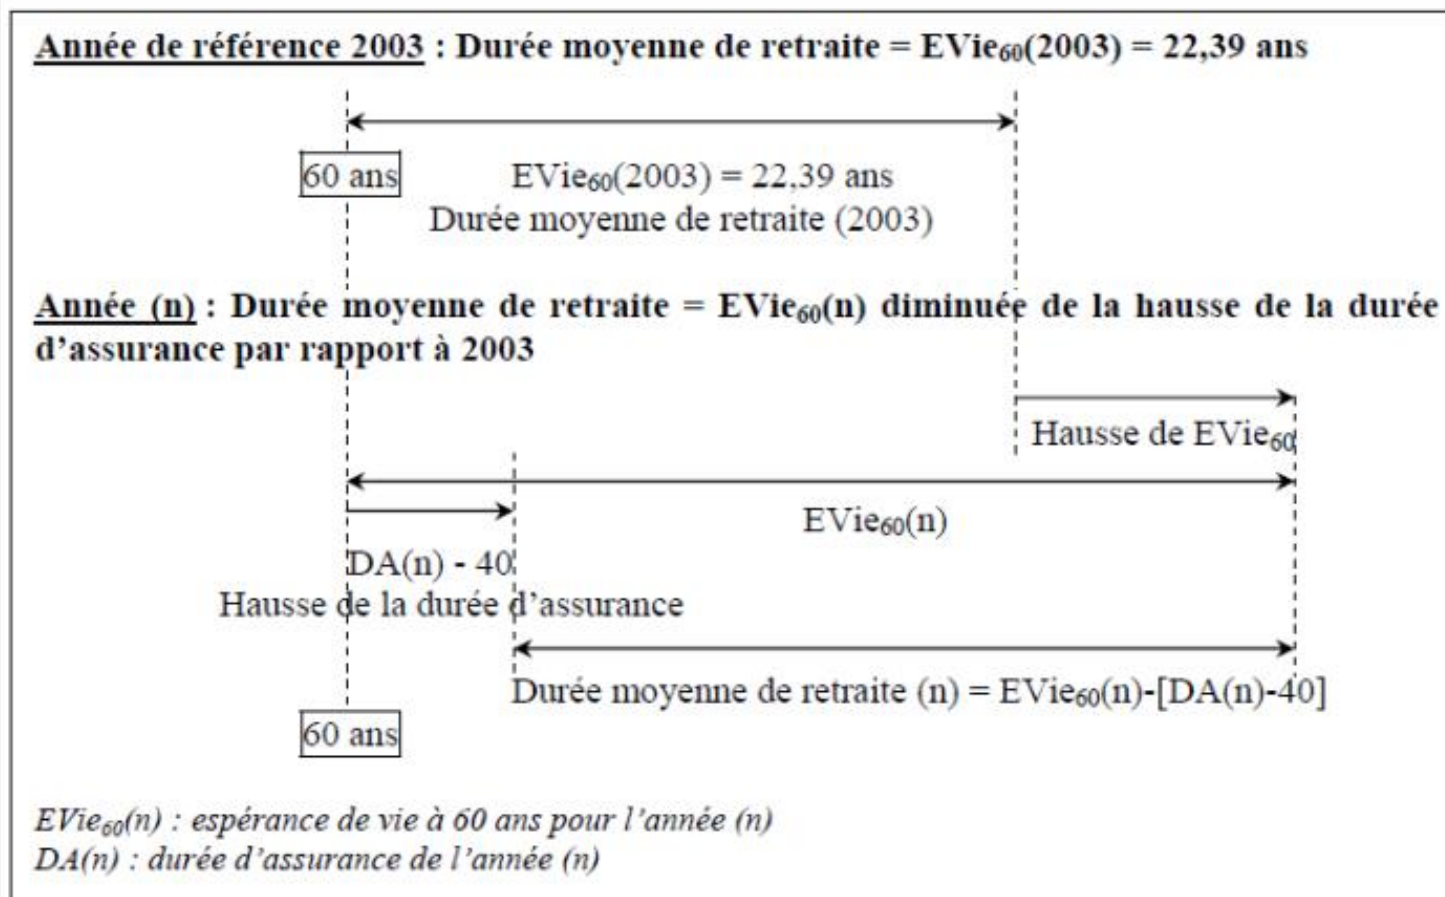 Année de référence 2003 : Durée moyenne de retraite = EVie₆₀(2003) = 22,39 ans
60 ans
EVie₆₀(2003) = 22,39 ans
Durée moyenne de retraite (2003)
Année (n) : Durée moyenne de retraite = EVie₆₀(n) diminuée de la hausse de la durée
d'assurance par rapport à 2003
Hausse de EVie₆₀
EVie₆₀(n)
DA(n) - 40
Hausse de la durée d'assurance
Durée moyenne de retraite (n) = EVie₆₀(n)-[DA(n)-40]
60 ans
EVie₆₀(n) : espérance de vie à 60 ans pour l'année (n)
DA(n) : durée d'assurance de l'année (n)